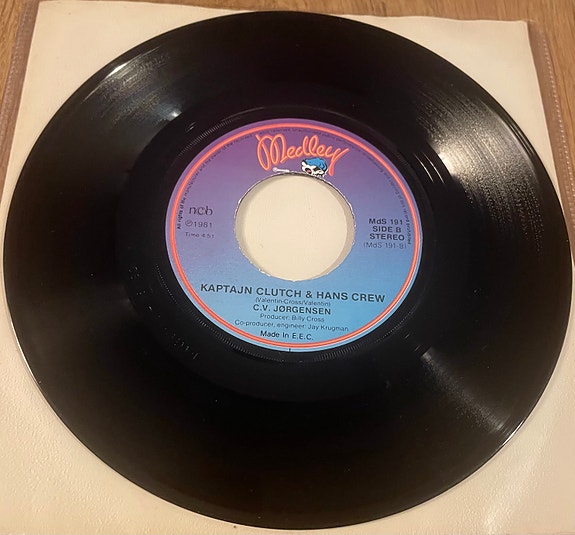 Medley
ncb
℗1981
MdS 191
SIDE B
STEREO
(MdS 191-B)
KAPTAJN CLUTCH & HANS CREW
(Valentin-Cross/Valentin)
C.V. JØRGENSEN
Producer: Billy Cross
Co-producer, engineer: Jay Krugman.
Made In E.E.C.